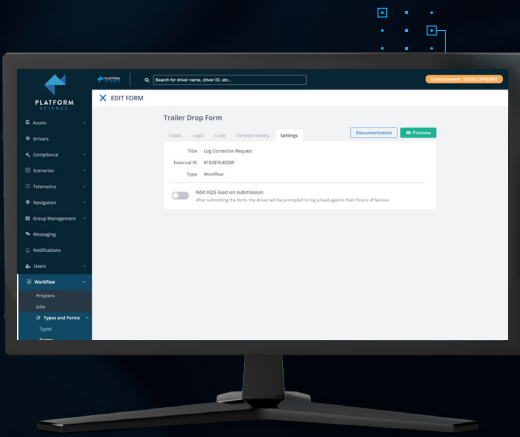 PLATFORM
SCIENCE
PLATFORM
Search for driver name, driver ID, etc...
Environment: DEVELOPMENT
EDIT FORM
Assets
Drivers
Compliance
Scenarios
Telematics
Navigation
Group Management
Messaging
Notifications
Users
Workflow
Preplans
Jobs
Types and Forms
Types
Forms
Trailer Drop Form
Fields Logic Code Version History Settings
Documentation
Preview
Title Log Correction Request
External ID 819287640289
Type Workflow
Add HOS load on submission
After submitting the form, the driver will be prompted to log a load against their Hours of Service